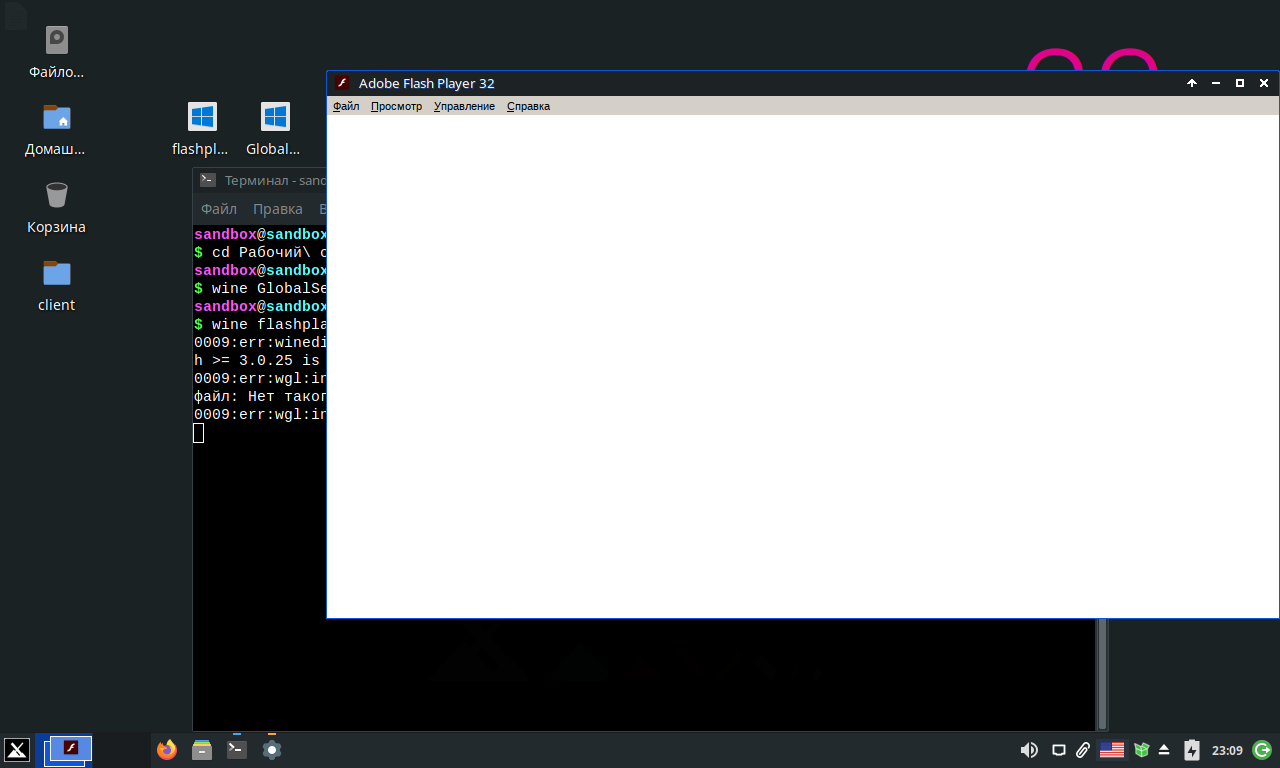 Файло...
Домаш...
Корзина
client
flashpl...
Global...
Adobe Flash Player 32
Файл Просмотр Управление Справка
Терминал - sand
Файл Правка
sandbox@sandbox
$ cd Рабочий\
sandbox@sandbox
$ wine GlobalSe
sandbox@sandbox
$ wine flashpla
0009:err:winedi
h >= 3.0.25 is
0009:err:wgl:in
файл: Нет таког
0009:err:wgl:in
23:09